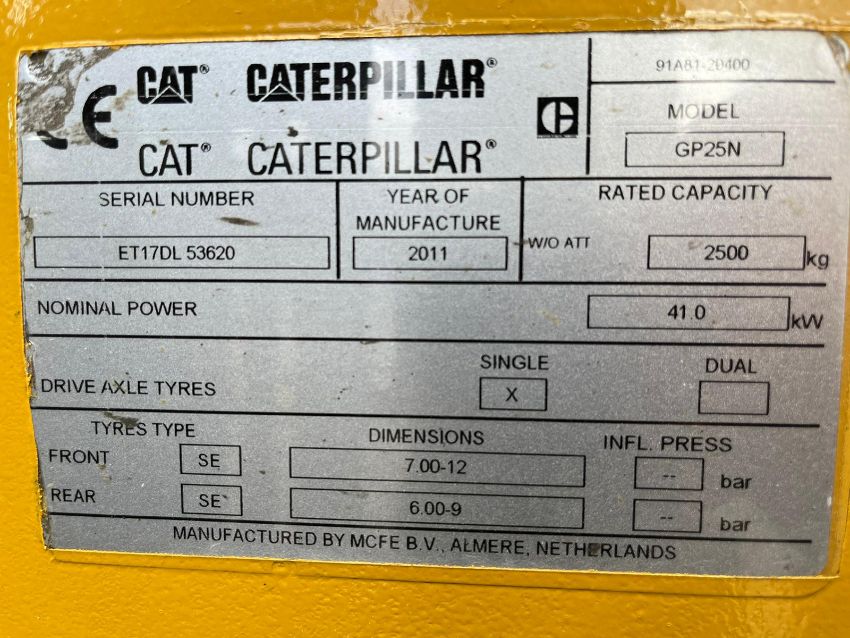 CE CAT® CATERPILLAR®
CAT® CATERPILLAR®
91A81-20400
MODEL
GP25N
SERIAL NUMBER
ET17DL 53620
YEAR OF
MANUFACTURE
2011
RATED CAPACITY
W/O ATT 2500 kg
NOMINAL POWER 41.0 kW
SINGLE DUAL
DRIVE AXLE TYRES X
TYRES TYPE DIMENSIONS INFL. PRESS
FRONT SE 7.00-12 -- bar
REAR SE 6.00-9 -- bar
MANUFACTURED BY MCFE B.V., ALMERE, NETHERLANDS